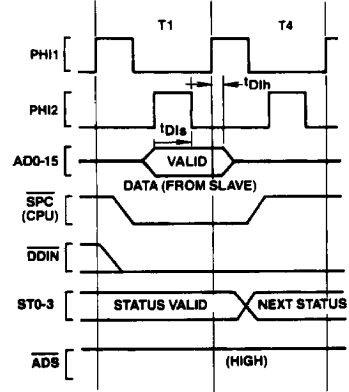 T1 T4
PHI1
tDIh
PHI2
tDIs
AD0-15 VALID
DATA (FROM SLAVE)
SPC
(CPU)
DDIN
ST0-3 STATUS VALID NEXT STATUS
ADS (HIGH)